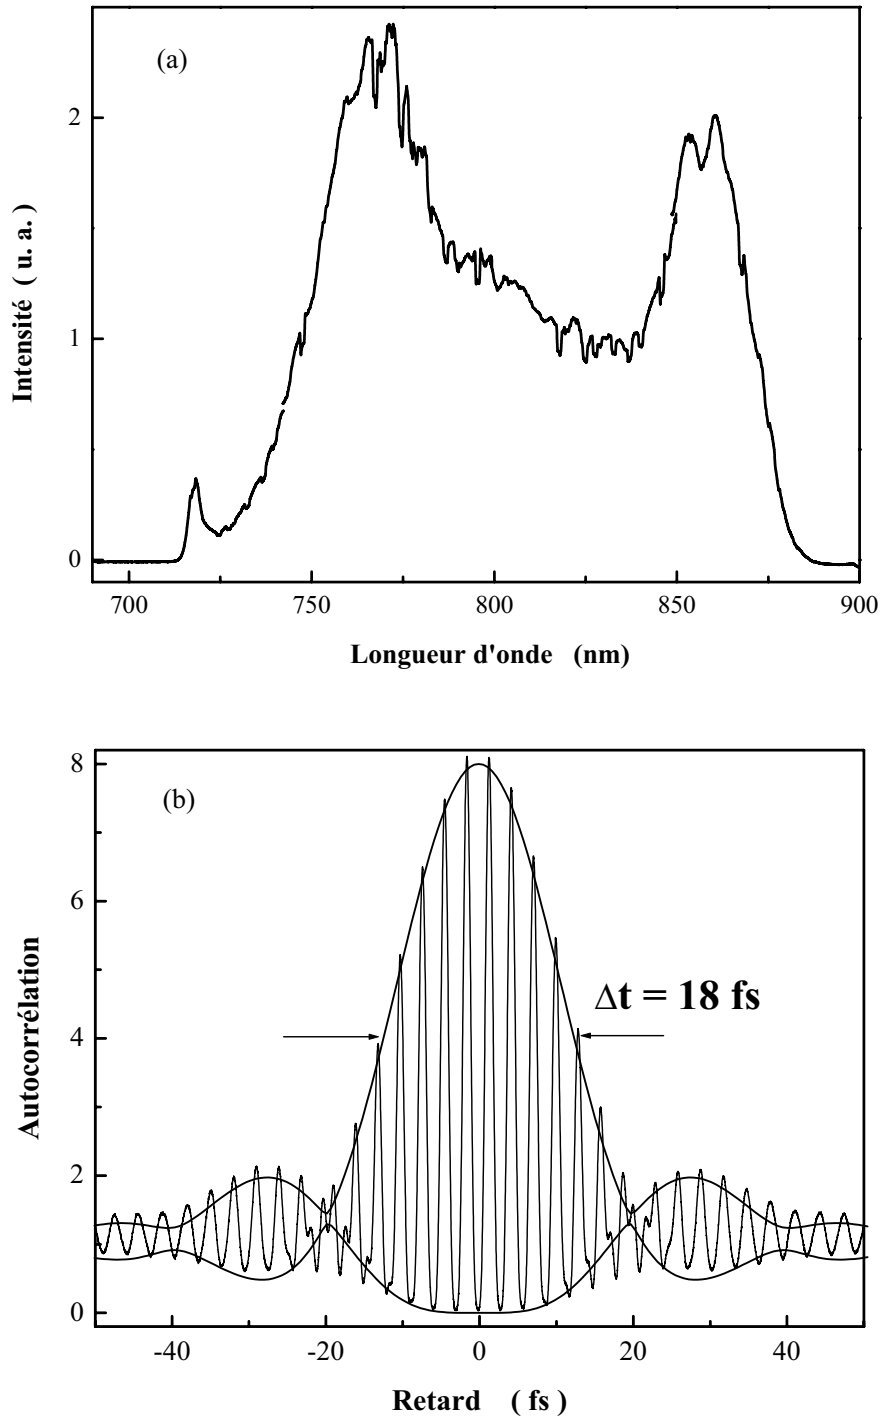 (a)
2
1
0
Intensité ( u. a. )
700 750 800 850 900
Longueur d'onde (nm)
(b)
8
6
4
2
0
Autocorrélation
Δt = 18 fs
-40 -20 0 20 40
Retard ( fs )